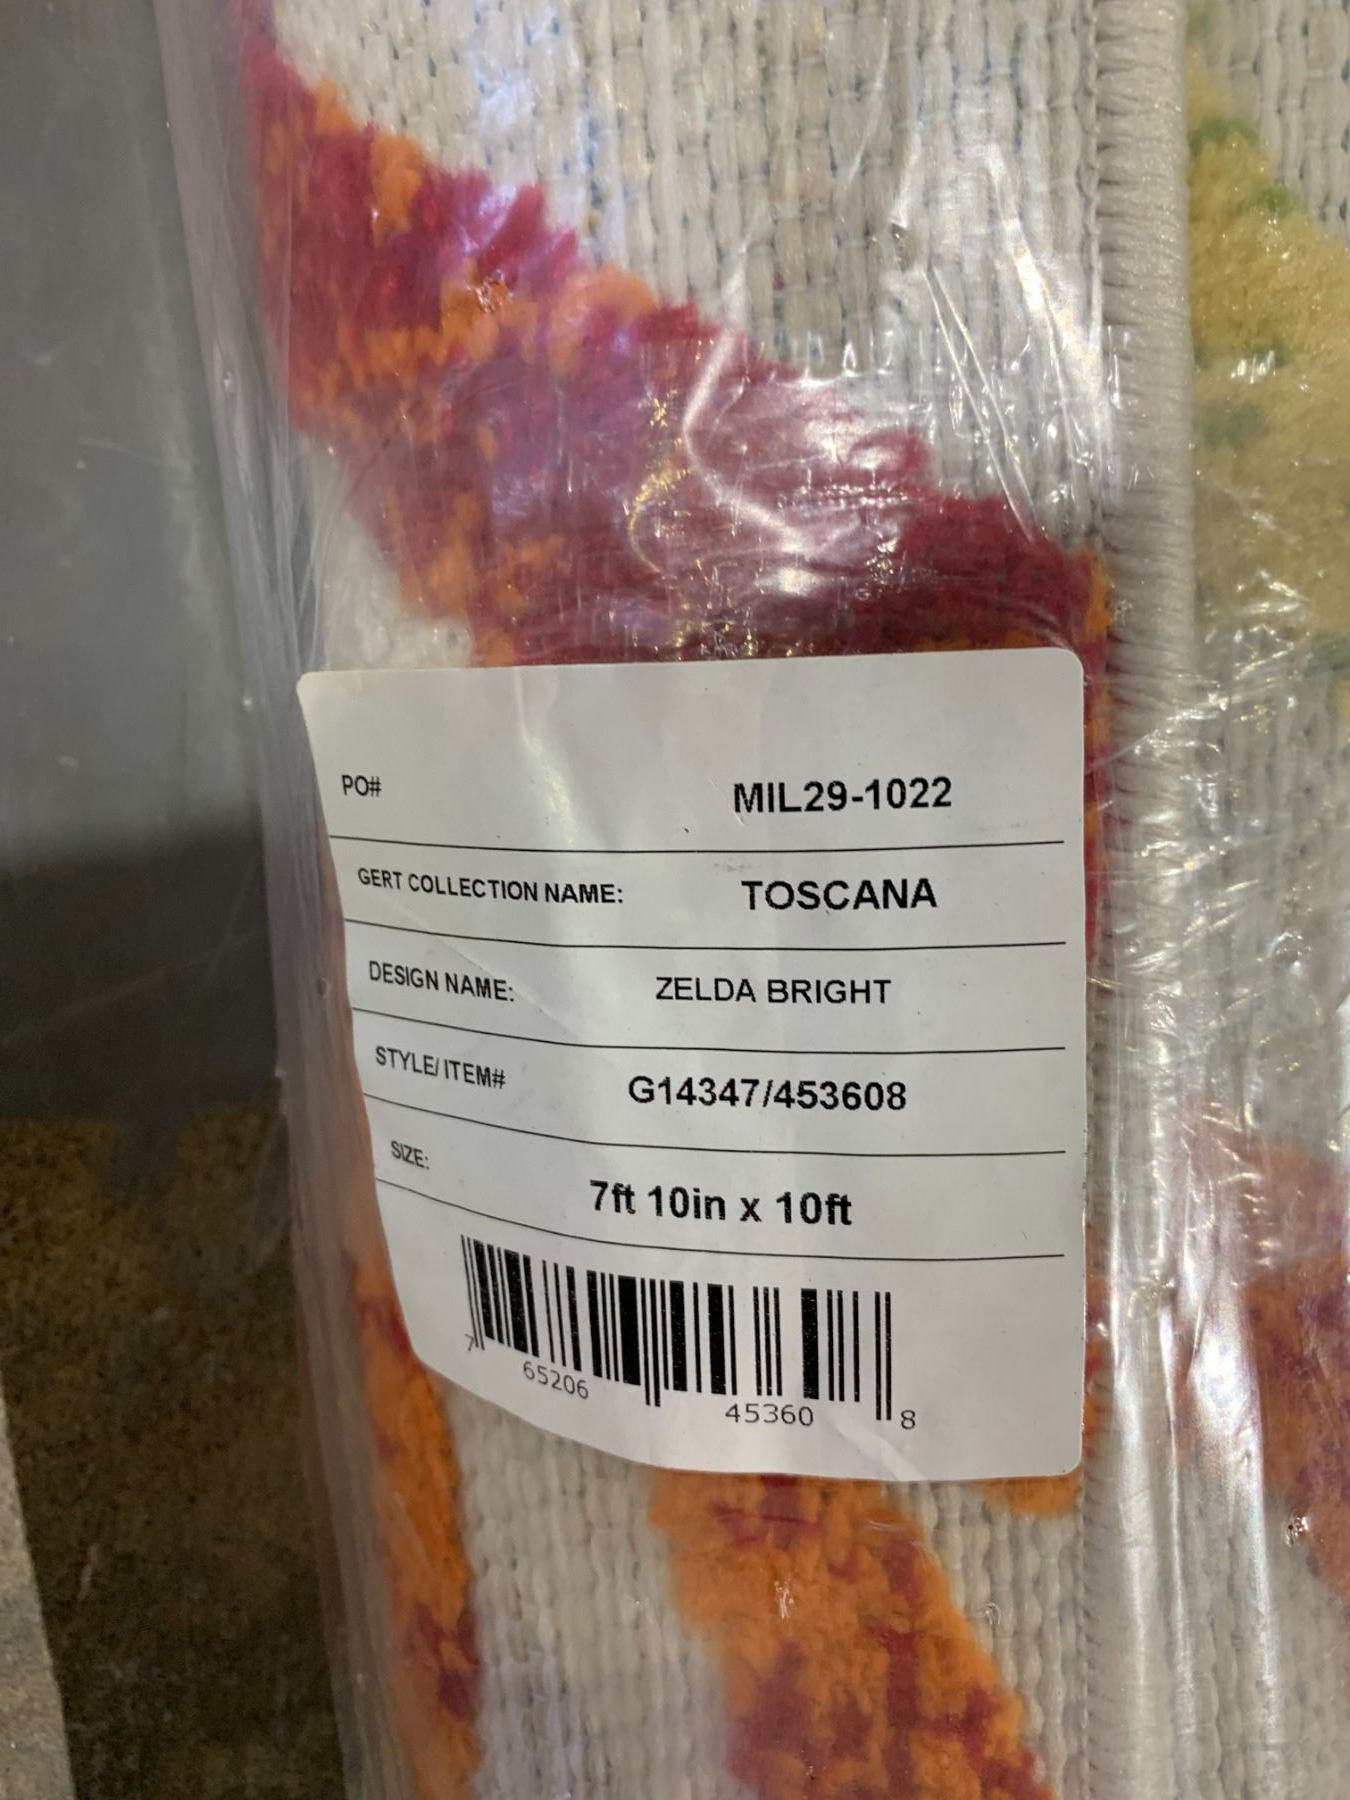 PO# MIL29-1022
GERT COLLECTION NAME: TOSCANA
DESIGN NAME: ZELDA BRIGHT
STYLE/ ITEM# G14347/453608
SIZE: 7ft 10in x 10ft
7 65206 45360 8